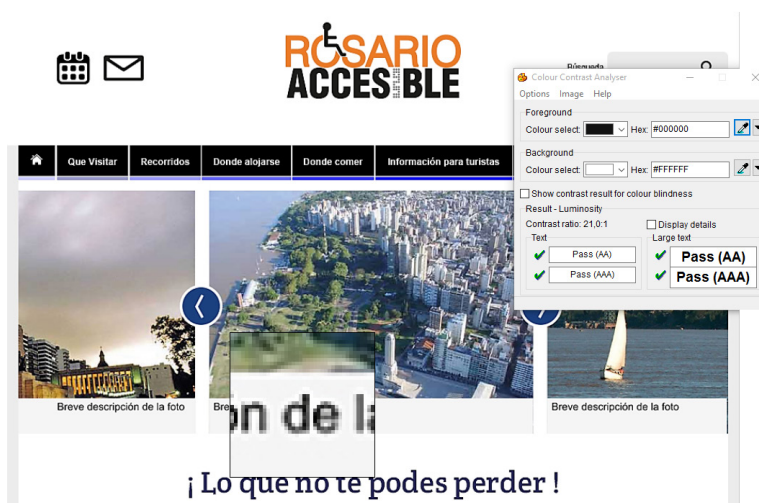 ROSARIO
ACCESIBLE
Búsqueda
Colour Contrast Analyser
Options Image Help
Foreground
Colour select: Hex: #000000
Background
Colour select: Hex: #FFFFFF
Show contrast result for colour blindness
Result - Luminosity
Contrast ratio: 21,0:1 Display details
Text Large text
Pass (AA) Pass (AA)
Pass (AAA) Pass (AAA)
Que Visitar Recorridos Donde alojarse Donde comer Información para turistas
Breve descripción de la foto
Bre
ón de la
Breve descripción de la foto
¡ Lo que no te podes perder !